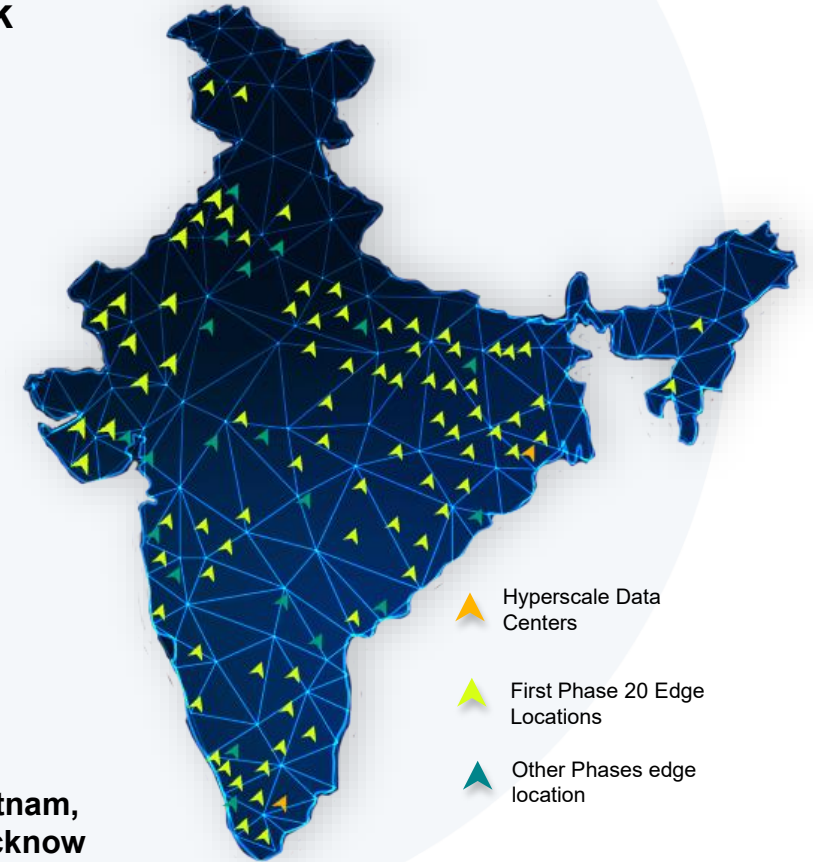 k
Hyperscale Data
Centers
First Phase 20 Edge
Locations
Other Phases edge
location
tnam,
cknow